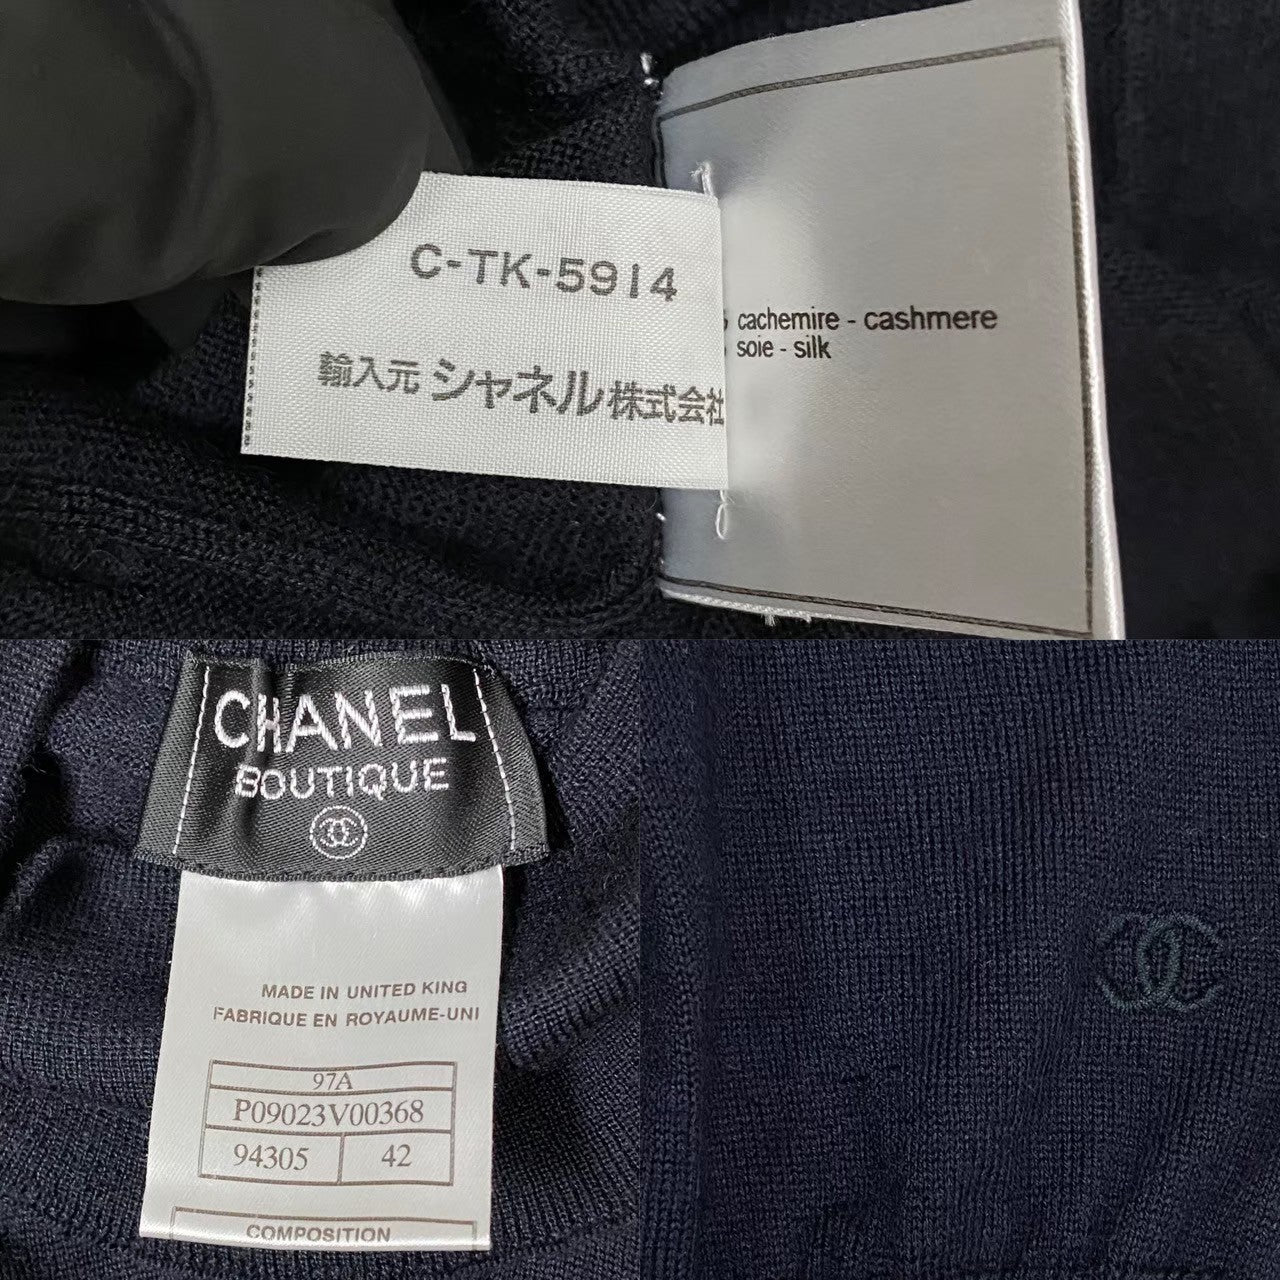 C-TK-5914
輸入元 シャネル株式会社
cachemire - cashmere
soie - silk
CHANEL
BOUTIQUE
MADE IN UNITED KING
FABRIQUE EN ROYAUME-UNI
97A
P09023V00368
94305
42
COMPOSITION